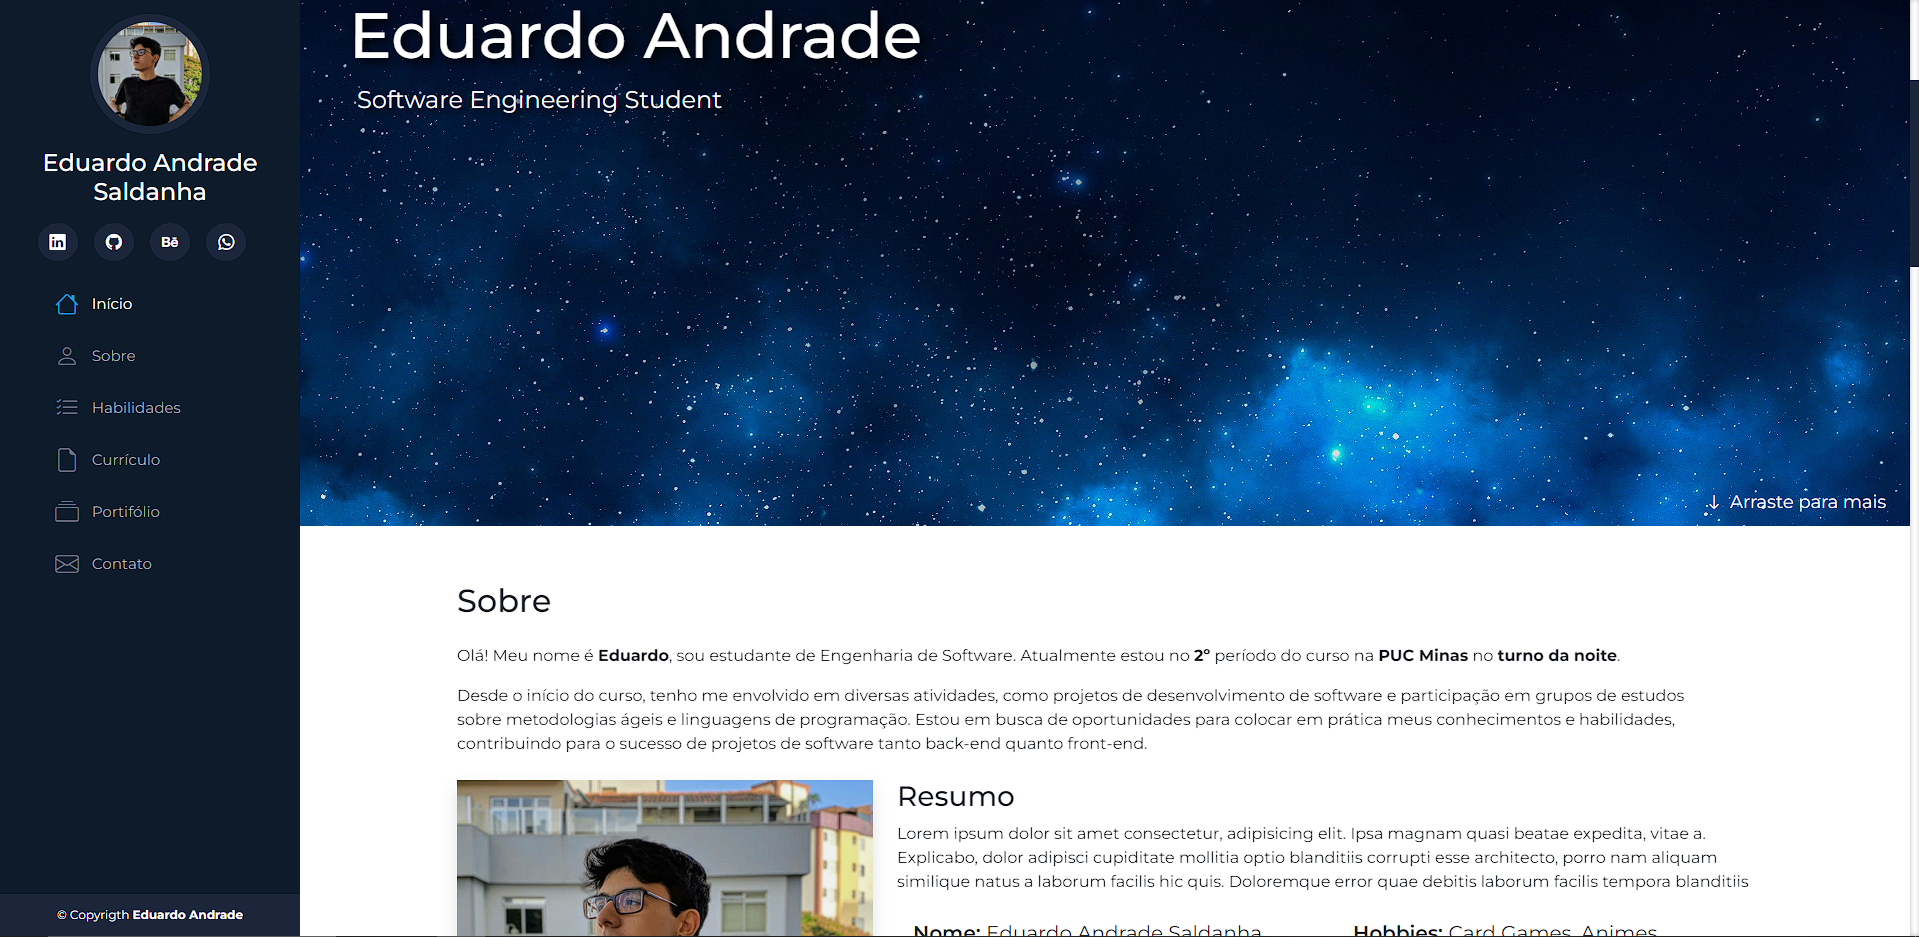 Eduardo Andrade
Saldanha
Bē
Início
Sobre
Habilidades
Currículo
Portifólio
Contato
© Copyrigth Eduardo Andrade
Eduardo Andrade
Software Engineering Student
Arraste para mais
Sobre
Olá! Meu nome é Eduardo, sou estudante de Engenharia de Software. Atualmente estou no 2º período do curso na PUC Minas no turno da noite.
Desde o início do curso, tenho me envolvido em diversas atividades, como projetos de desenvolvimento de software e participação em grupos de estudos
sobre metodologias ágeis e linguagens de programação. Estou em busca de oportunidades para colocar em prática meus conhecimentos e habilidades,
contribuindo para o sucesso de projetos de software tanto back-end quanto front-end.
Resumo
Lorem ipsum dolor sit amet consectetur, adipisicing elit. Ipsa magnam quasi beatae expedita, vitae a.
Explicabo, dolor adipisci cupiditate mollitia optio blanditiis corrupti esse architecto, porro nam aliquam
similique natus a laborum facilis hic quis. Doloremque error quae debitis laborum facilis tempora blanditiis
Nome: Eduardo Andrade Saldanha
Hobbies: Card Games, Animes